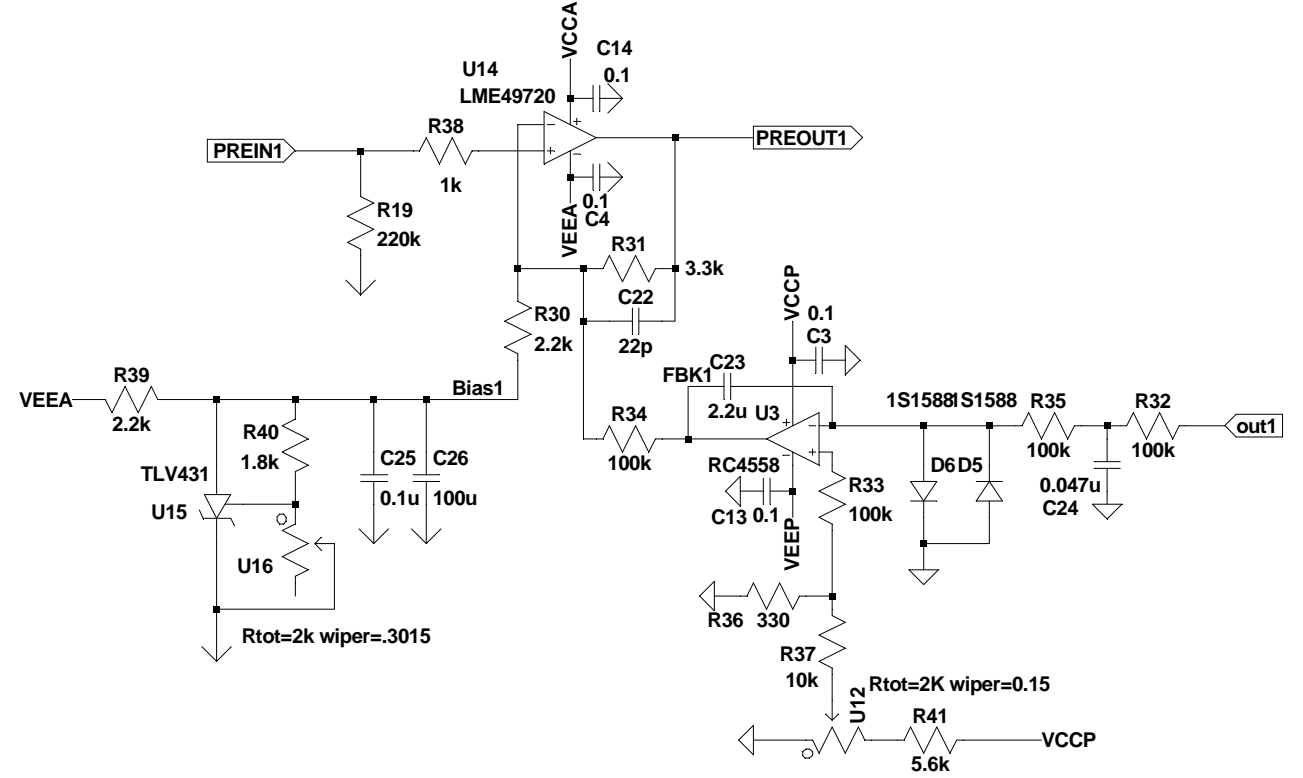 VCCA
C14
0.1
U14
LME49720
R38
1k
PREIN1
PREOUT1
R19
220k
0.1
C4
VEEA
R31
3.3k
C22
22p
R30
2.2k
VCCP
0.1
C3
R39
VEEA
2.2k
Bias1
FBK1
C23
2.2u
U3
1S1588
1S1588
R35
100k
R32
100k
out1
R40
1.8k
R34
100k
TLV431
U15
C25
0.1u
C26
100u
RC4558
C13
0.1
VEEP
R33
100k
D6
D5
0.047u
C24
U16
Rtot=2k wiper=.3015
R36
330
R37
10k
Rtot=2K wiper=0.15
U12
R41
5.6k
VCCP